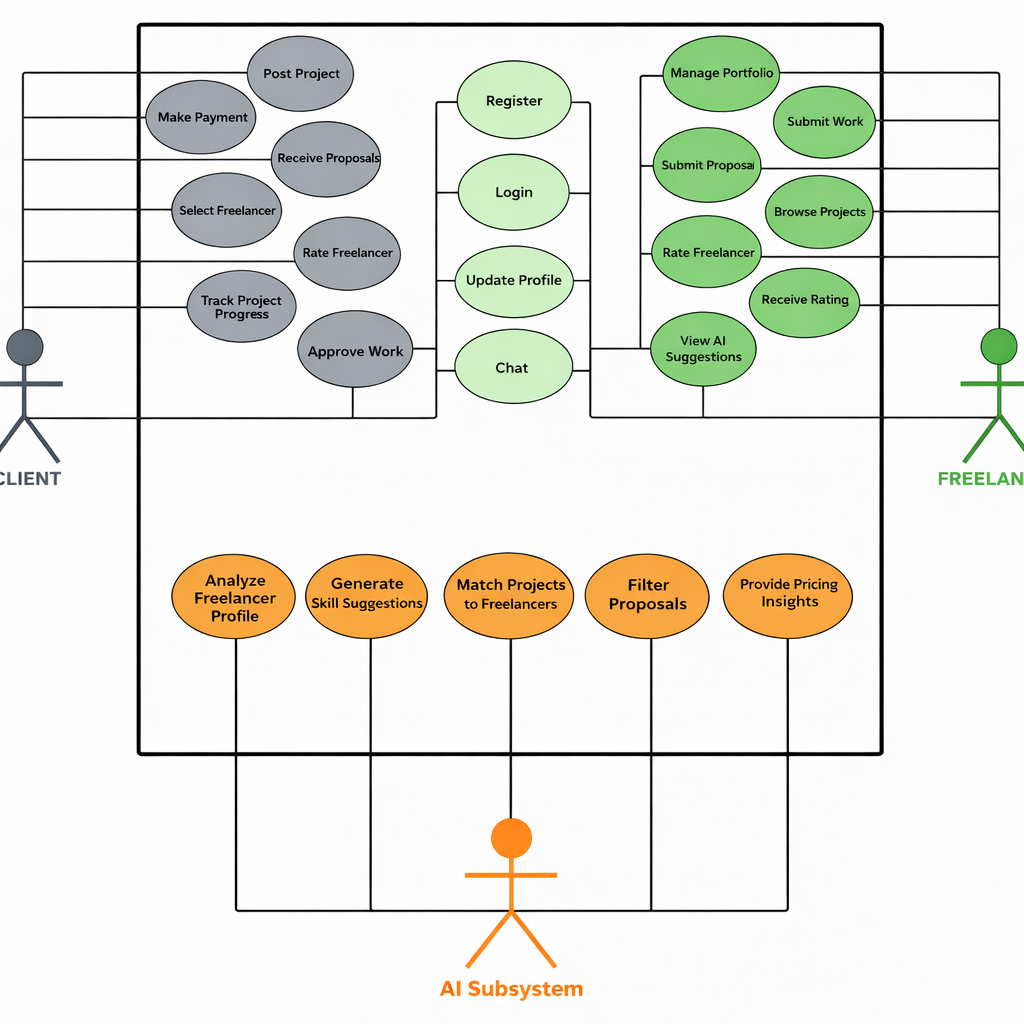 Post Project
Make Payment
Receive Proposals
Select Freelancer
Rate Freelancer
Track Project
Progress
Approve Work
Register
Login
Update Profile
Chat
Manage Portfolio
Submit Work
Submit Proposal
Browse Projects
Rate Freelancer
Receive Rating
View AI
Suggestions
CLIENT
FREELAN
Analyze
Freelancer
Profile
Generate
Skill Suggestions
Match Projects
to Freelancers
Filter
Proposals
Provide Pricing
Insights
AI Subsystem